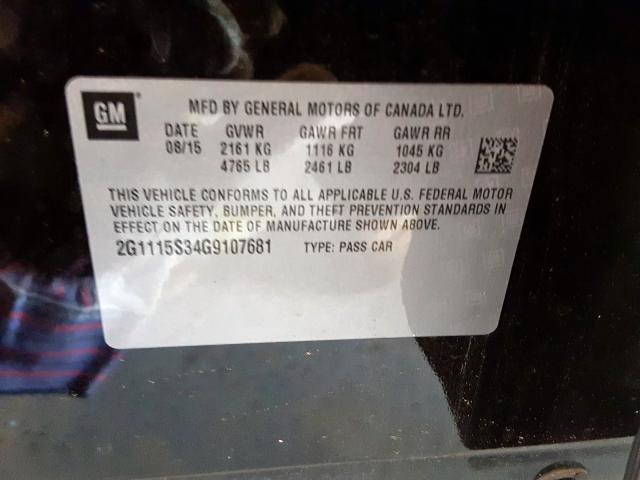 GM
MFD BY GENERAL MOTORS OF CANADA LTD.
DATE GVWR GAWR FRT GAWR RR
08/15 2161 KG 1116 KG 1045 KG
4765 LB 2461 LB 2304 LB
THIS VEHICLE CONFORMS TO ALL APPLICABLE U.S. FEDERAL MOTOR
VEHICLE SAFETY, BUMPER, AND THEFT PREVENTION STANDARDS IN
EFFECT ON THE DATE OF MANUFACTURE SHOWN ABOVE.
2G1115S34G9107681 TYPE: PASS CAR